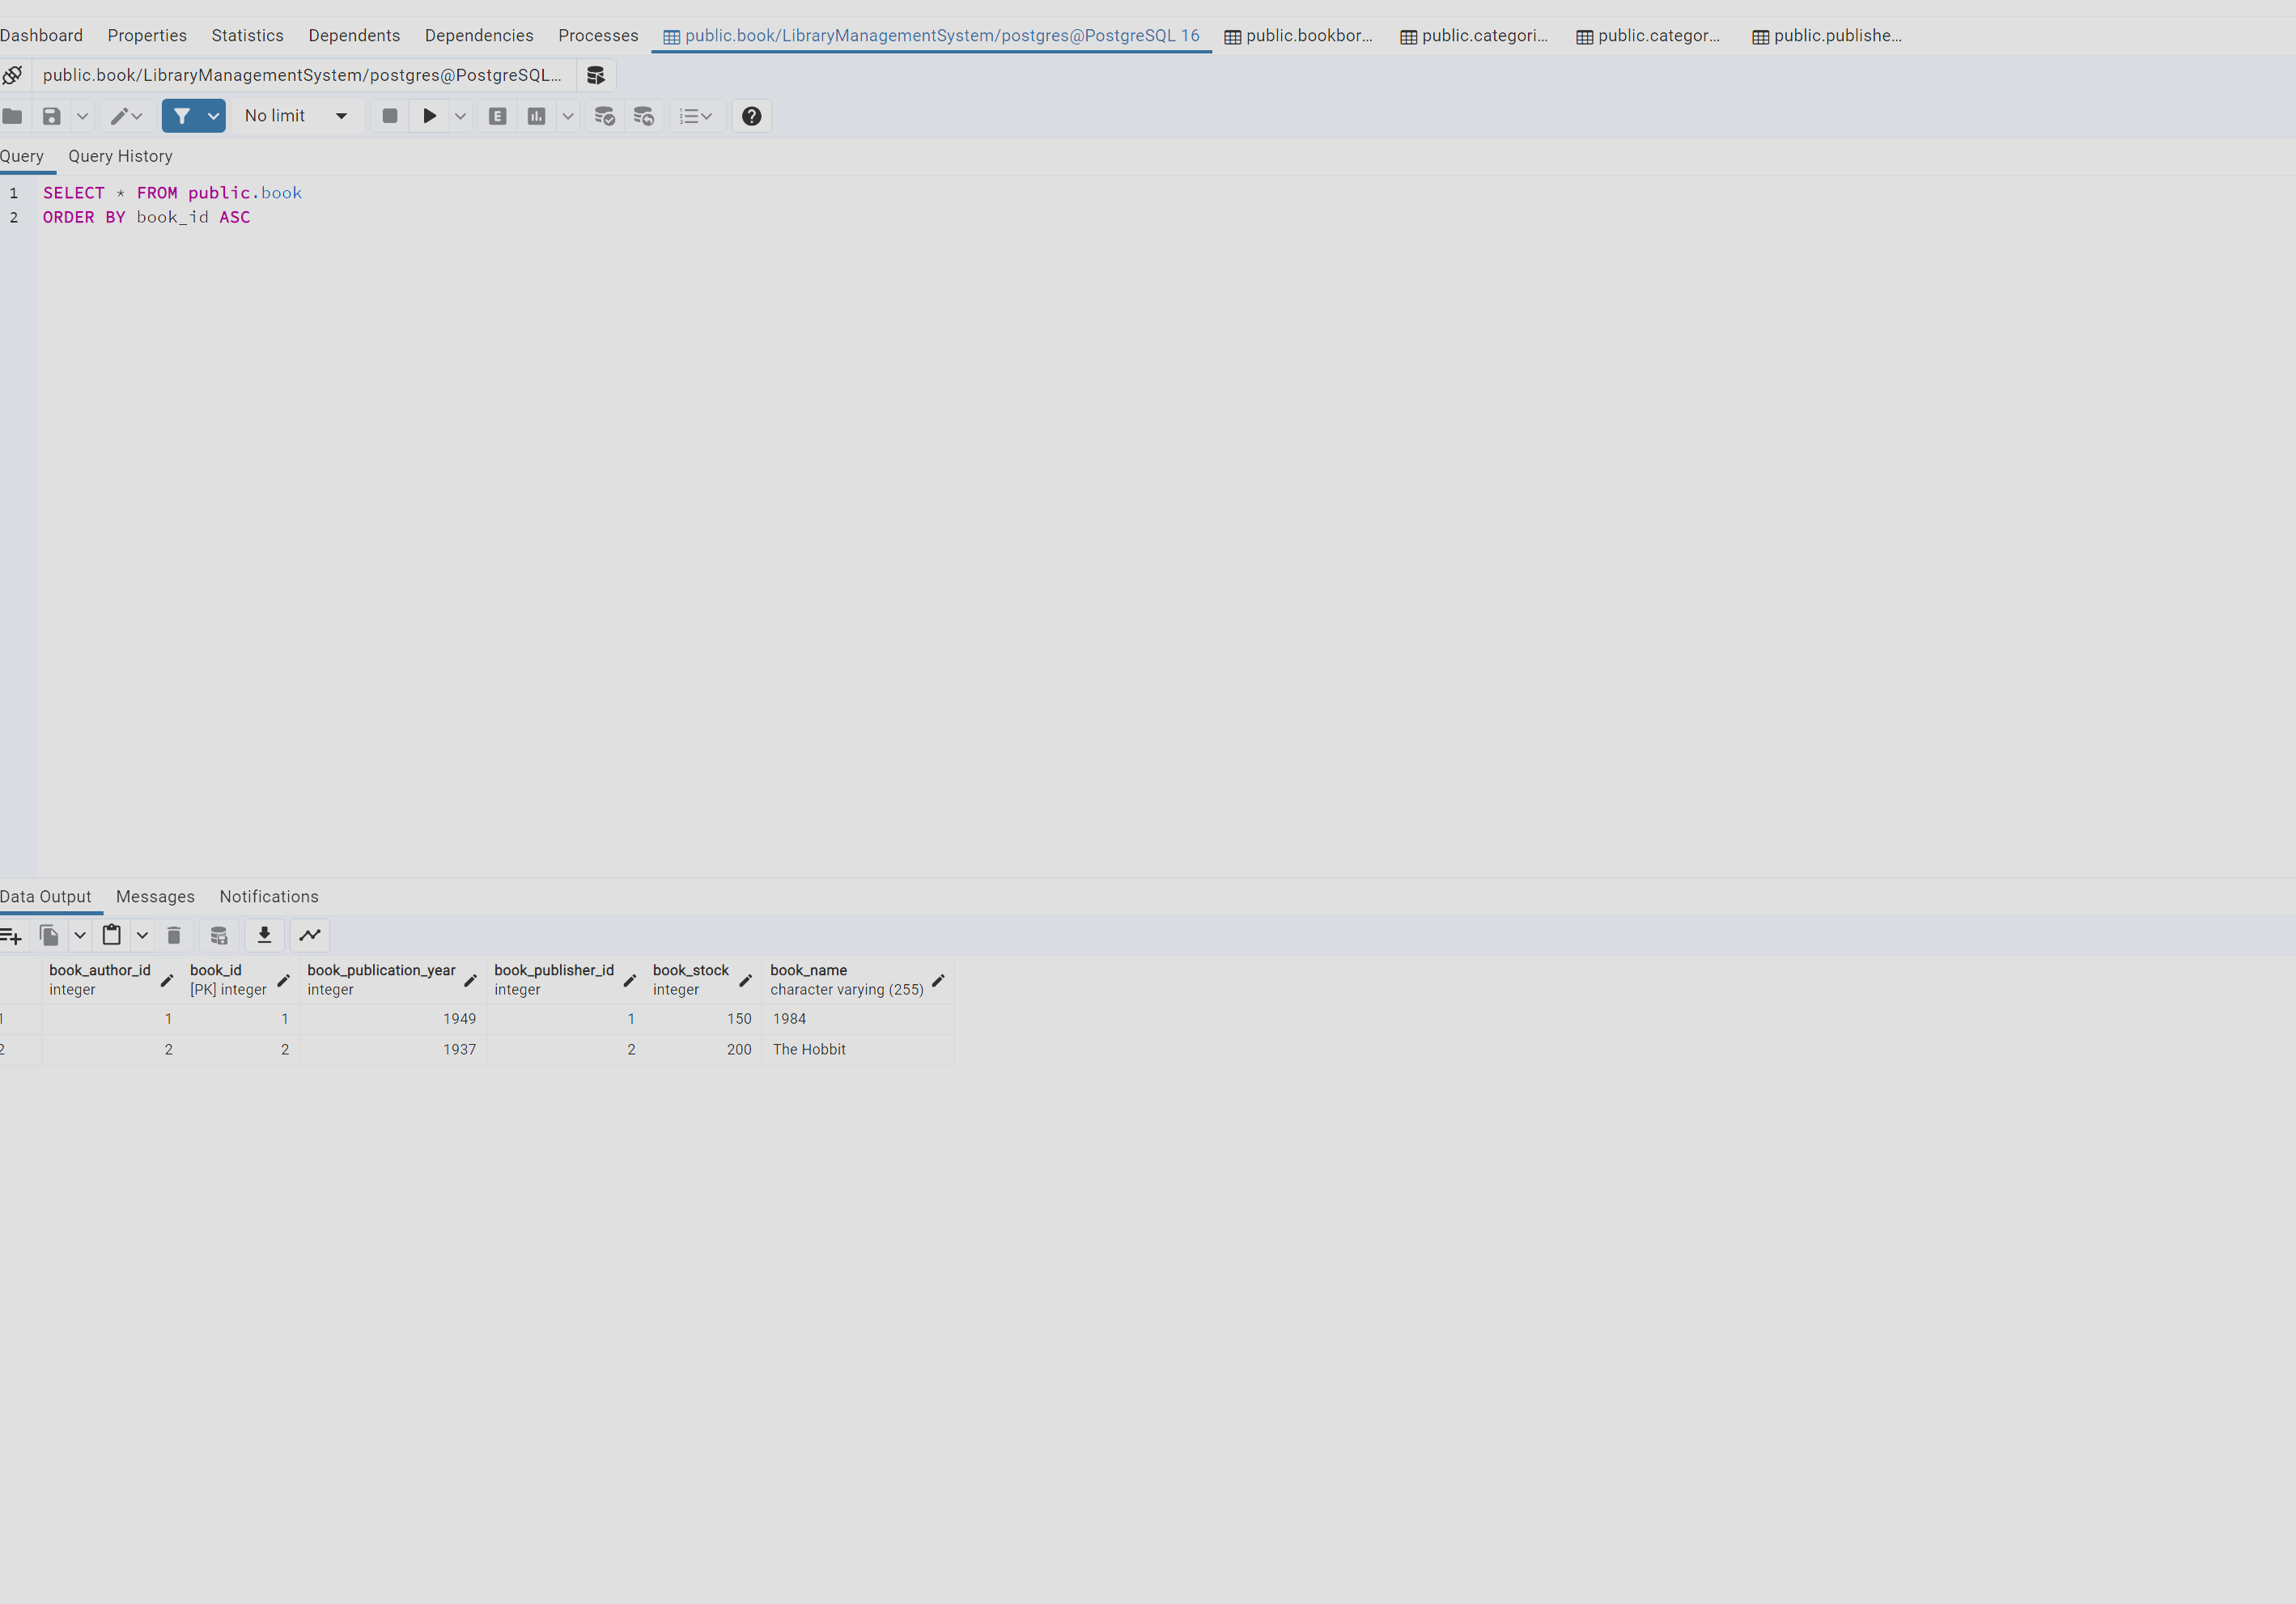 Dashboard Properties Statistics Dependents Dependencies Processes public.book/LibraryManagementSystem/postgres@PostgreSQL 16 public.bookbor... public.categori... public.categor... public.publishe...
public.book/LibraryManagementSystem/postgres@PostgreSQL...
No limit
Query Query History
1 SELECT * FROM public.book
2 ORDER BY book_id ASC
Data Output Messages Notifications
book_author_id book_id book_publication_year book_publisher_id book_stock book_name
integer [PK] integer integer integer integer character varying (255)
1 1 1 1949 1 150 1984
2 2 2 1937 2 200 The Hobbit